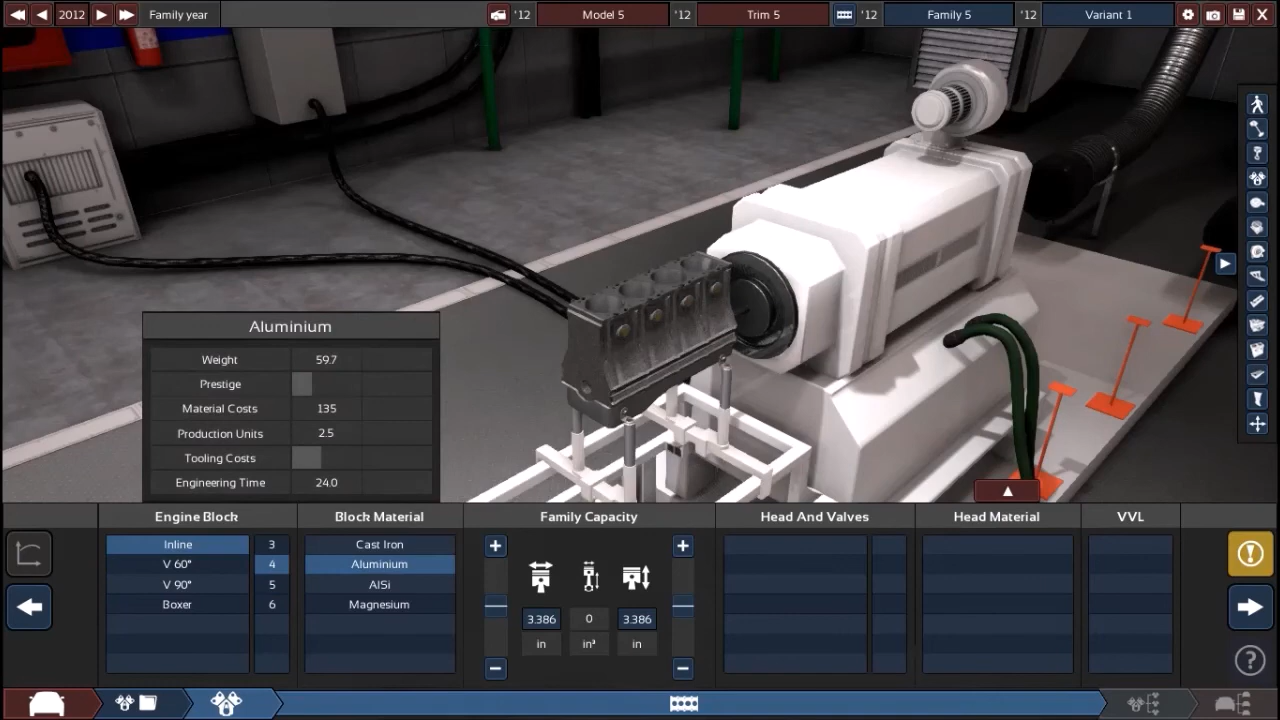 2012 Family year '12 Model 5 '12 Trim 5 '12 Family 5 '12 Variant 1
Aluminium
Weight 59.7
Prestige
Material Costs 135
Production Units 2.5
Tooling Costs
Engineering Time 24.0
Engine Block Block Material Family Capacity Head And Valves Head Material VVL
Inline 3 Cast Iron
V 60° 4 Aluminium
V 90° 5 AlSi
Boxer 6 Magnesium
3.386 0 3.386
in in³ in